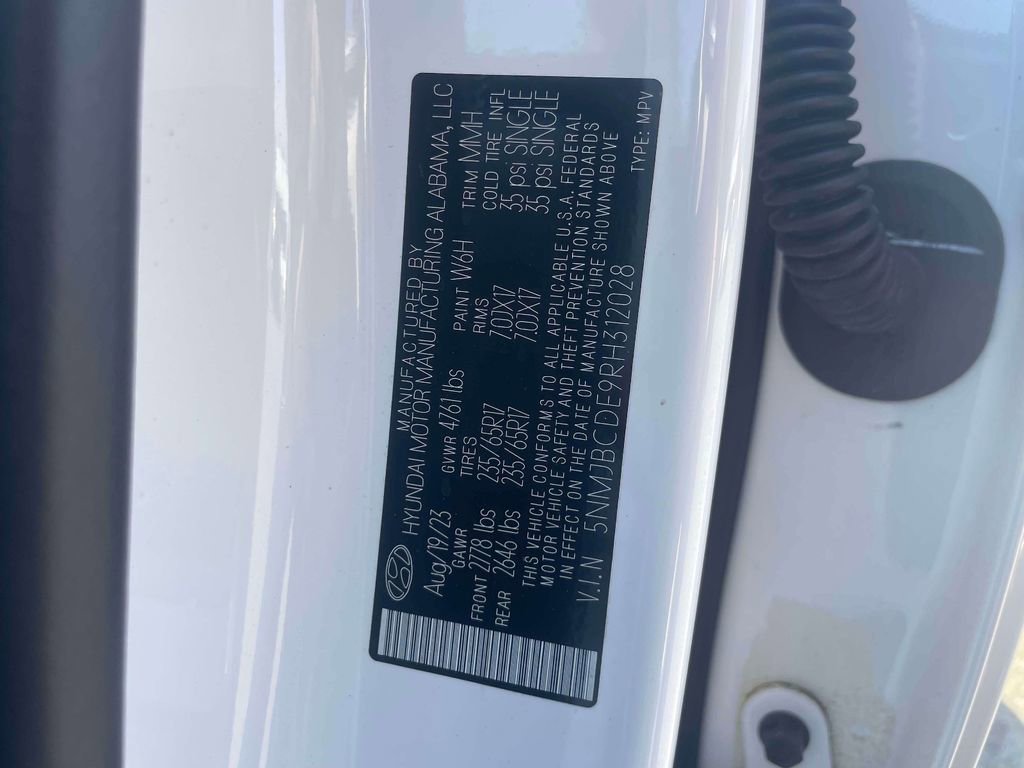 MANUFACTURED BY
HYUNDAI MOTOR MANUFACTURING ALABAMA, LLC
Aug/19/23 GVWR 4761 lbs PAINT W6H TRIM MMH
GAWR TIRES RIMS COLD TIRE INFL
FRONT 2778 lbs 235/65R17 7.0JX17 35 psi SINGLE
REAR 2646 lbs 235/65R17 7.0JX17 35 psi SINGLE
THIS VEHICLE CONFORMS TO ALL APPLICABLE U.S.A. FEDERAL
MOTOR VEHICLE SAFETY AND THEFT PREVENTION STANDARDS
IN EFFECT ON THE DATE OF MANUFACTURE SHOWN ABOVE
V.I.N 5NMJBCDE9RH312028 TYPE: MPV